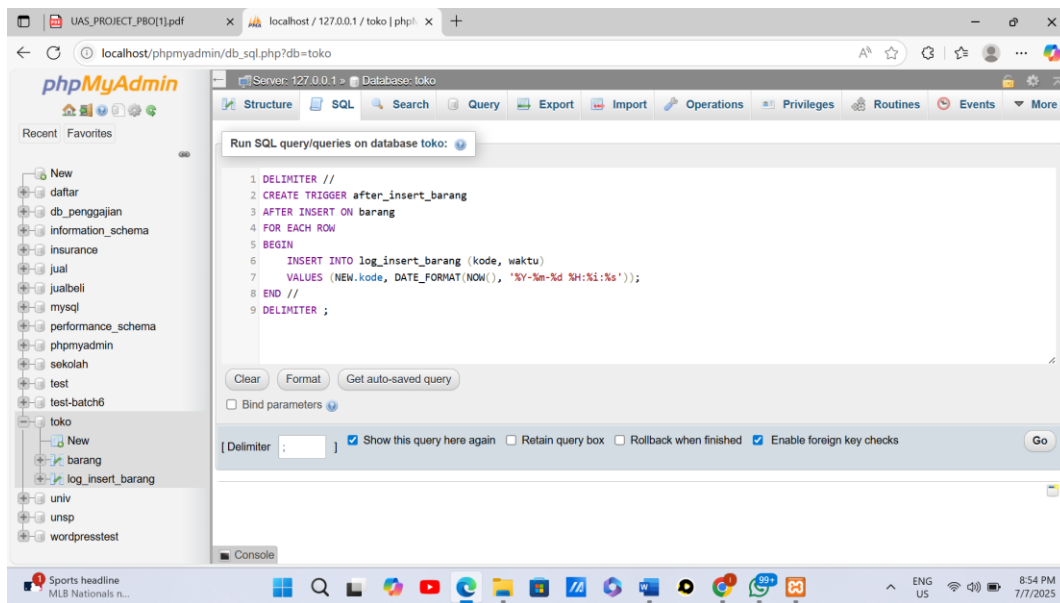 UAS_PROJECT_PBO[1].pdf
localhost / 127.0.0.1 / toko | php
localhost/phpmyadmin/db_sql.php?db=toko
phpMyAdmin
Recent Favorites
New
daftar
db_penggajian
information_schema
insurance
jual
jualbeli
mysql
performance_schema
phpmyadmin
sekolah
test
test-batch6
toko
New
barang
log_insert_barang
univ
unsp
wordpresstest
Server: 127.0.0.1 » Database: toko
Structure SQL Search Query Export Import Operations Privileges Routines Events More
Run SQL query/queries on database toko:
1 DELIMITER //
2 CREATE TRIGGER after_insert_barang
3 AFTER INSERT ON barang
4 FOR EACH ROW
5 BEGIN
6 INSERT INTO log_insert_barang (kode, waktu)
7 VALUES (NEW.kode, DATE_FORMAT(NOW(), '%Y-%m-%d %H:%i:%s'));
8 END //
9 DELIMITER ;
Clear Format Get auto-saved query
Bind parameters
[ Delimiter ; ] Show this query here again Retain query box Rollback when finished Enable foreign key checks Go
Console
1 Sports headline
MLB Nationals n...
99+
ENG
US
8:54 PM
7/7/2025